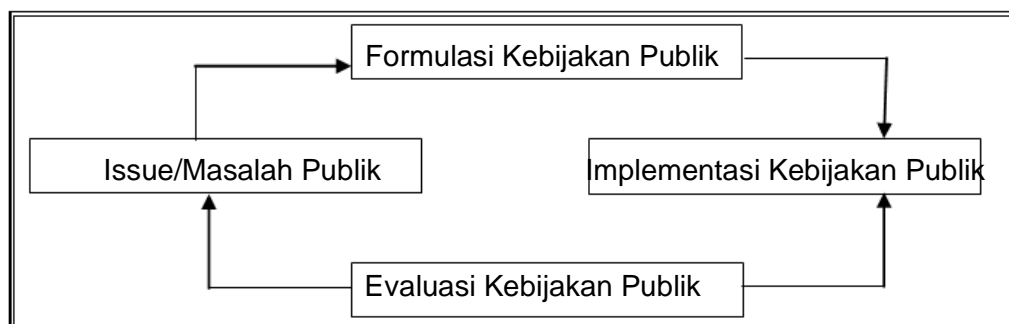 Formulasi Kebijakan Publik
Issue/Masalah Publik
Implementasi Kebijakan Publik
Evaluasi Kebijakan Publik